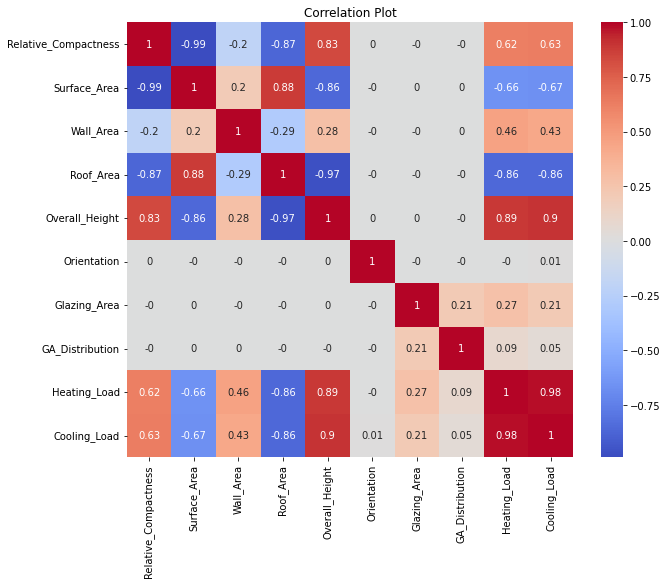 Correlation Plot
Relative_Compactness 1 -0.99 -0.2 -0.87 0.83 0 -0 -0 0.62 0.63
Surface_Area -0.99 1 0.2 0.88 -0.86 -0 0 0 -0.66 -0.67
Wall_Area -0.2 0.2 1 -0.29 0.28 -0 -0 0 0.46 0.43
Roof_Area -0.87 0.88 -0.29 1 -0.97 -0 -0 -0 -0.86 -0.86
Overall_Height 0.83 -0.86 0.28 -0.97 1 0 0 -0 0.89 0.9
Orientation 0 -0 -0 -0 0 1 -0 -0 -0 0.01
Glazing_Area -0 0 -0 -0 0 -0 1 0.21 0.27 0.21
GA_Distribution -0 0 0 -0 -0 -0 0.21 1 0.09 0.05
Heating_Load 0.62 -0.66 0.46 -0.86 0.89 -0 0.27 0.09 1 0.98
Cooling_Load 0.63 -0.67 0.43 -0.86 0.9 0.01 0.21 0.05 0.98 1
Relative_Compactness
Surface_Area
Wall_Area
Roof_Area
Overall_Height
Orientation
Glazing_Area
GA_Distribution
Heating_Load
Cooling_Load
1.00
0.75
0.50
0.25
0.00
−0.25
−0.50
−0.75